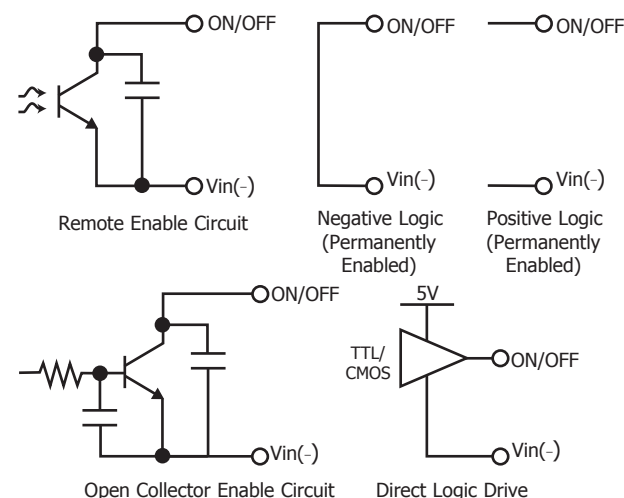 ON/OFF
Vin(-)
Remote Enable Circuit
ON/OFF
Vin(-)
Negative Logic
(Permanently
Enabled)
ON/OFF
Vin(-)
Positive Logic
(Permanently
Enabled)
ON/OFF
Vin(-)
Open Collector Enable Circuit
5V
TTL/
CMOS
ON/OFF
Vin(-)
Direct Logic Drive